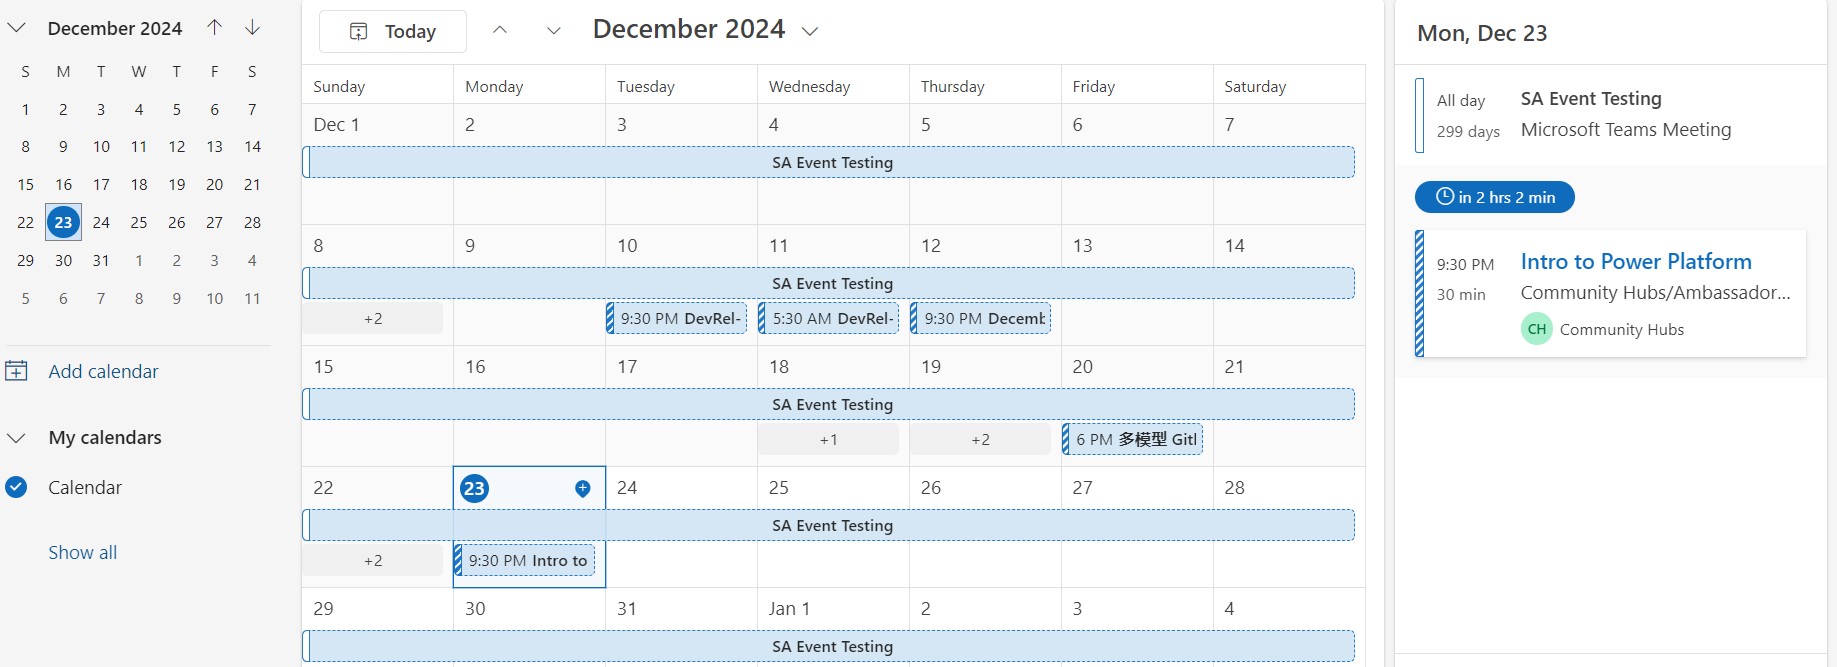 December 2024
S M T W T F S
1 2 3 4 5 6 7
8 9 10 11 12 13 14
15 16 17 18 19 20 21
22 23 24 25 26 27 28
29 30 31 1 2 3 4
5 6 7 8 9 10 11
Add calendar
My calendars
Calendar
Show all
Today
December 2024
Sunday Monday Tuesday Wednesday Thursday Friday Saturday
Dec 1 2 3 4 5 6 7
SA Event Testing
8 9 10 11 12 13 14
SA Event Testing
+2 9:30 PM DevRel- 5:30 AM DevRel- 9:30 PM Decemb
15 16 17 18 19 20 21
SA Event Testing
+1 +2 6 PM 多模型 Gitl
22 23 24 25 26 27 28
SA Event Testing
+2 9:30 PM Intro to
29 30 31 Jan 1 2 3 4
SA Event Testing
Mon, Dec 23
All day SA Event Testing
299 days Microsoft Teams Meeting
in 2 hrs 2 min
9:30 PM Intro to Power Platform
30 min Community Hubs/Ambassador...
CH Community Hubs